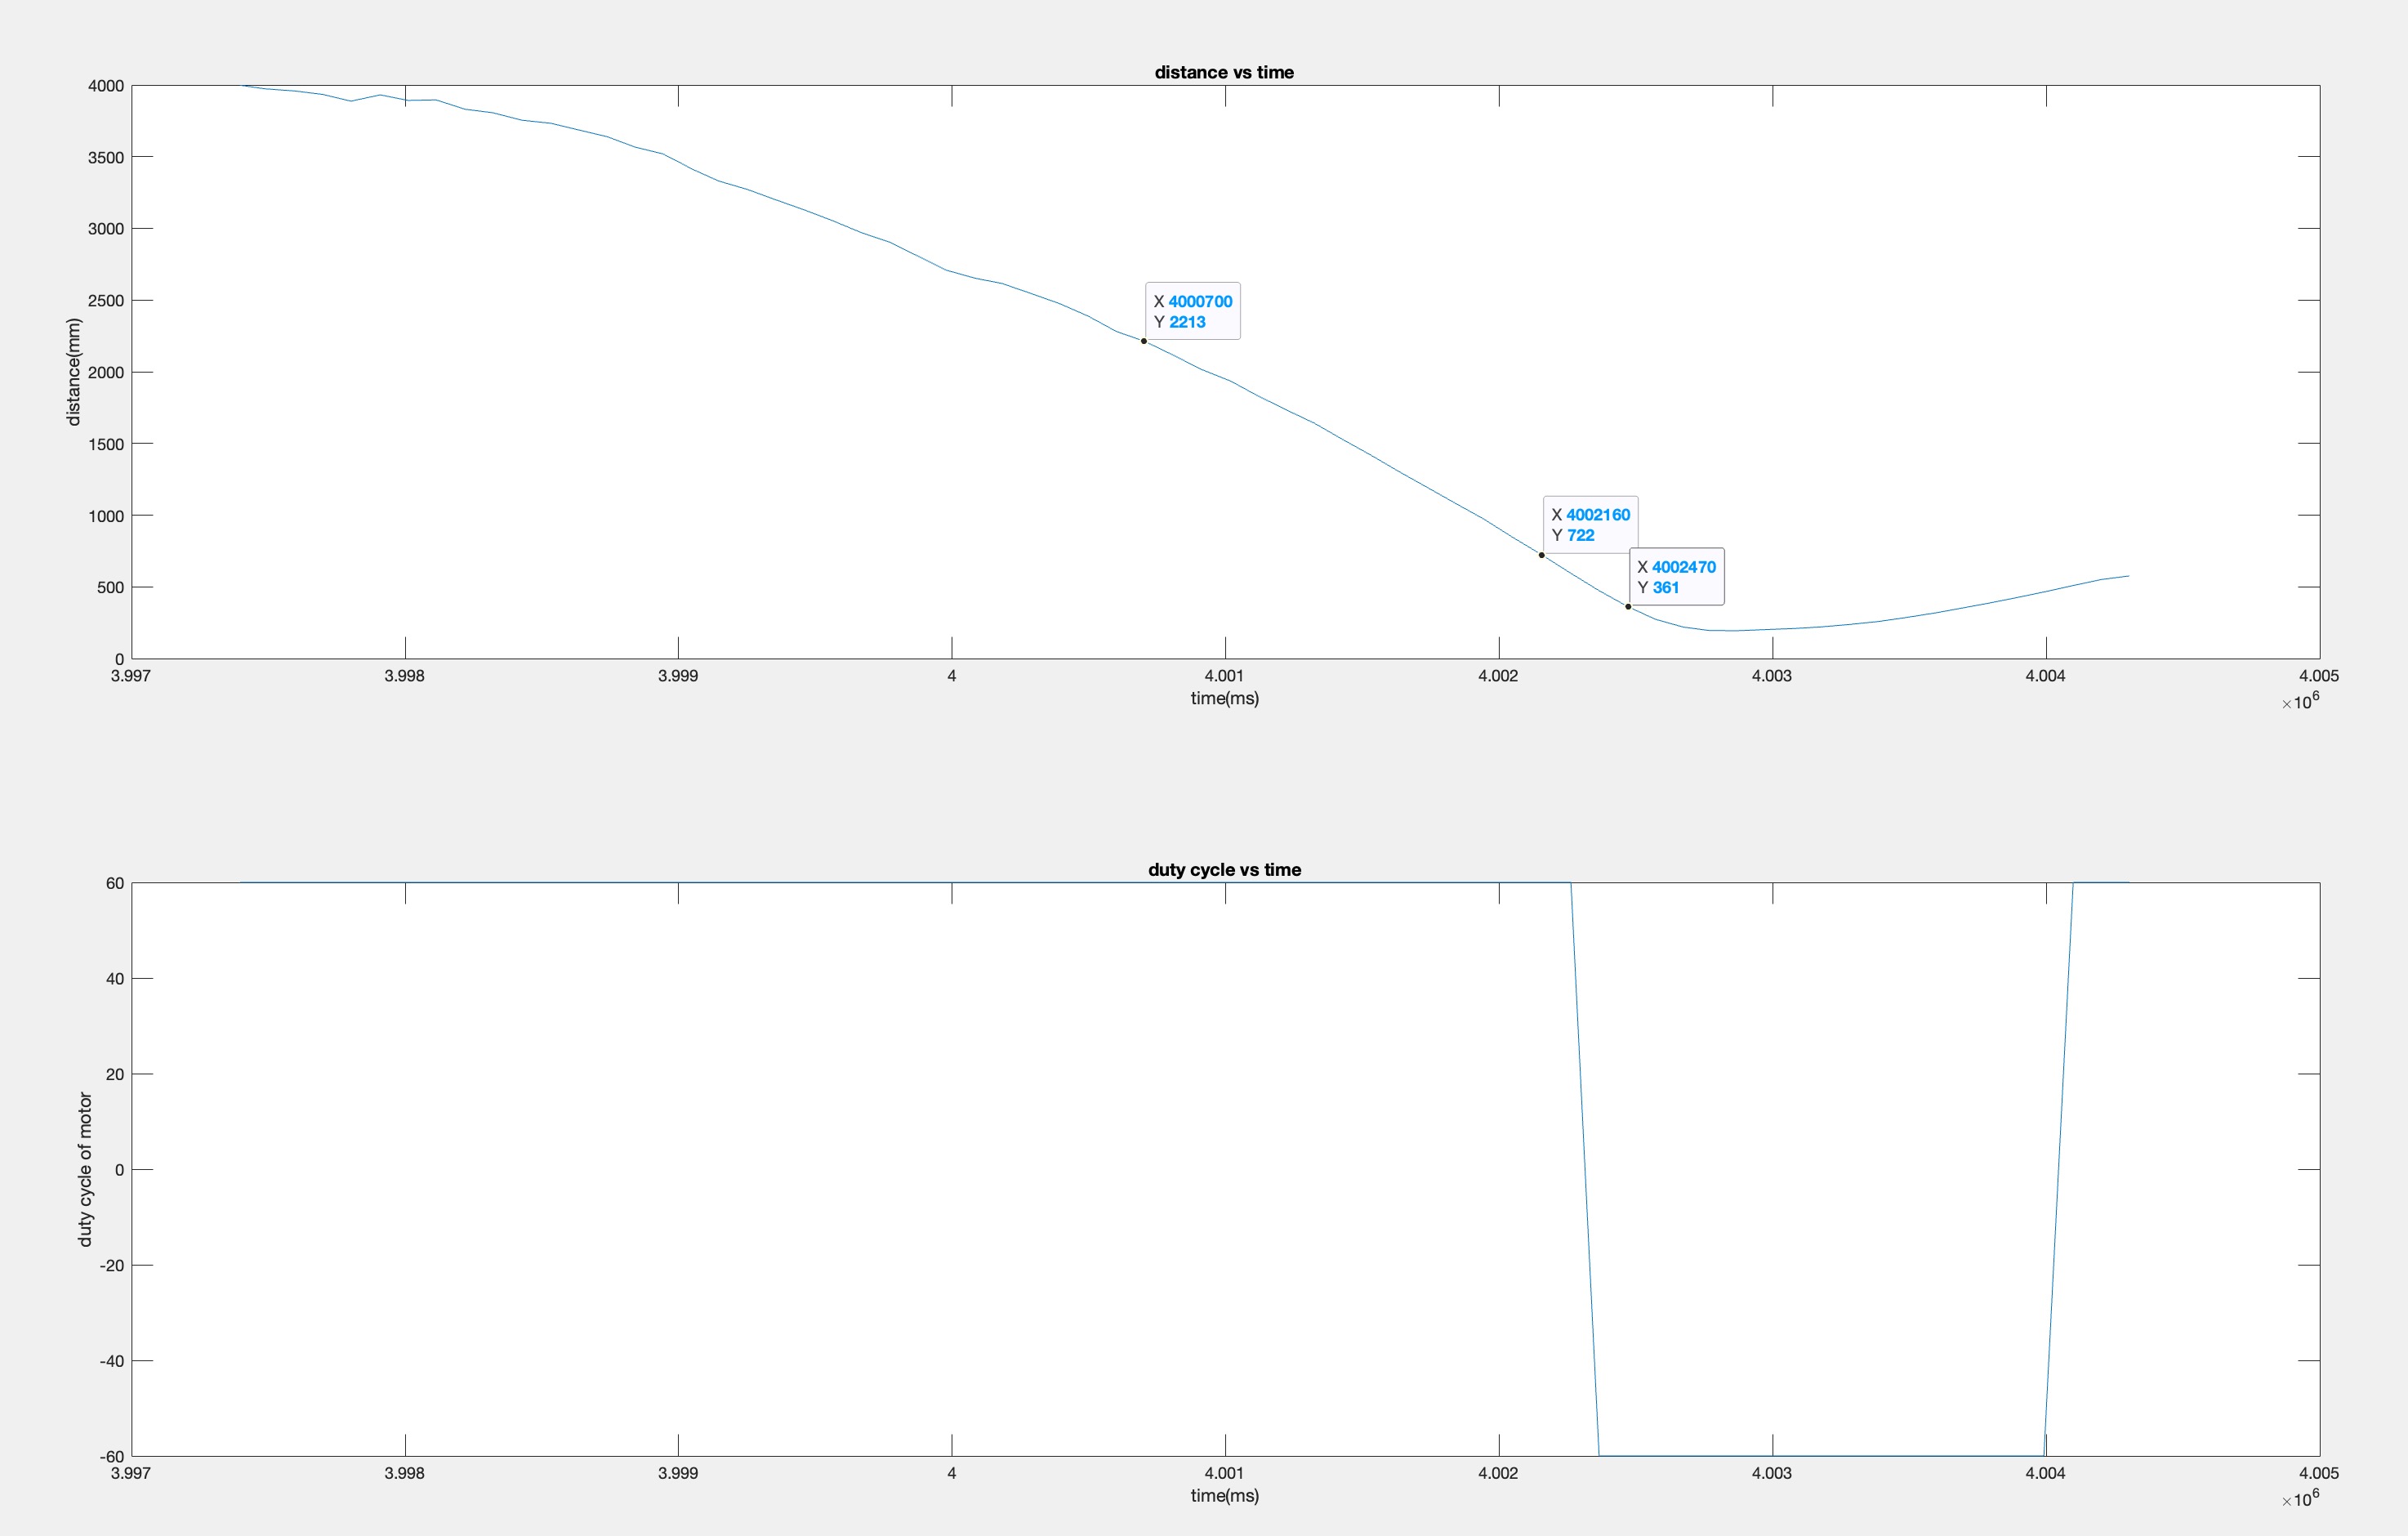 distance vs time
4000
3500
3000
2500
2000
1500
1000
500
0
distance(mm)
X 4000700
Y 2213
X 4002160
Y 722
X 4002470
Y 361
3.997 3.998 3.999 4 4.001 4.002 4.003 4.004 4.005
time(ms)
×10^6
duty cycle vs time
60
40
20
0
-20
-40
-60
duty cycle of motor
3.997 3.998 3.999 4 4.001 4.002 4.003 4.004 4.005
time(ms)
×10^6